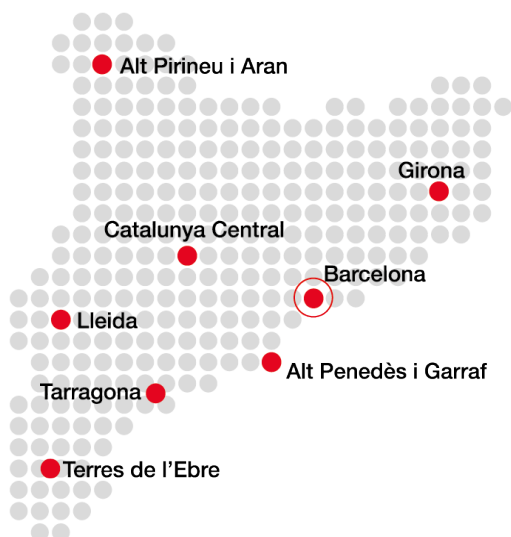 Alt Pirineu i Aran
Girona
Catalunya Central
Barcelona
Lleida
Alt Penedès i Garraf
Tarragona
Terres de l’Ebre